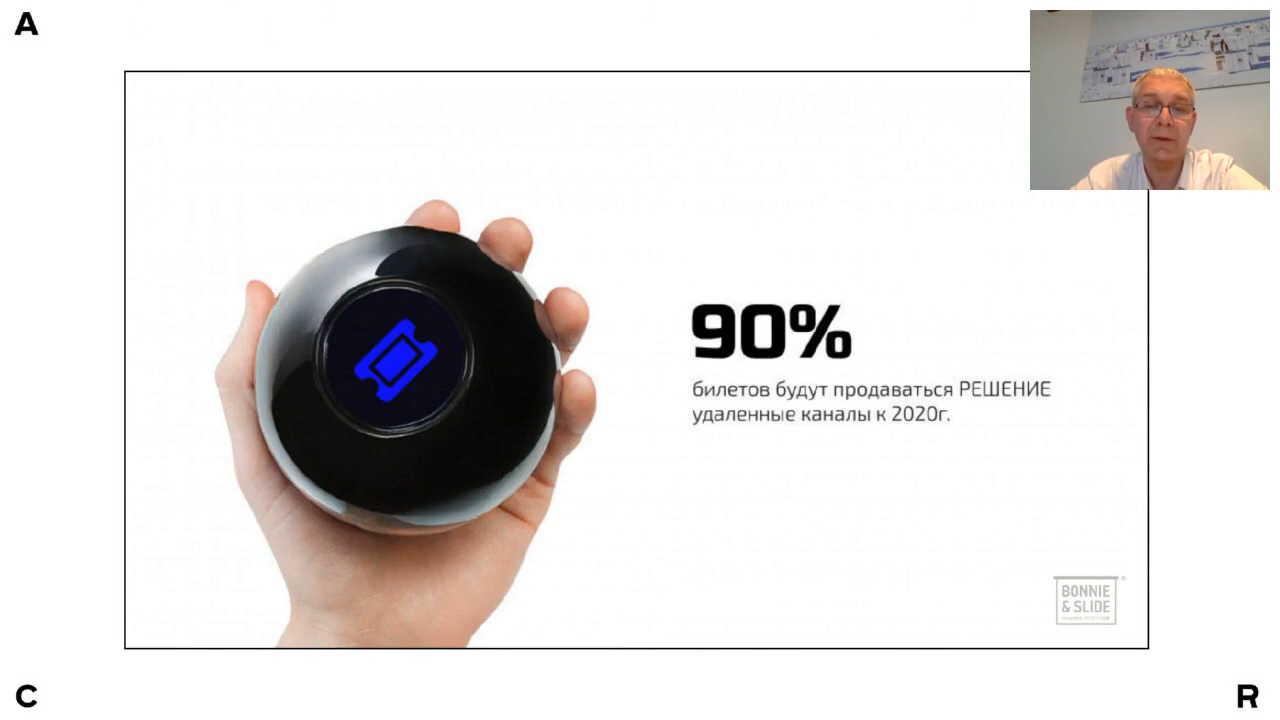 A
90%
билетов будут продаваться РЕШЕНИЕ
удаленные каналы к 2020г.
BONNIE
& SLIDE
C
R